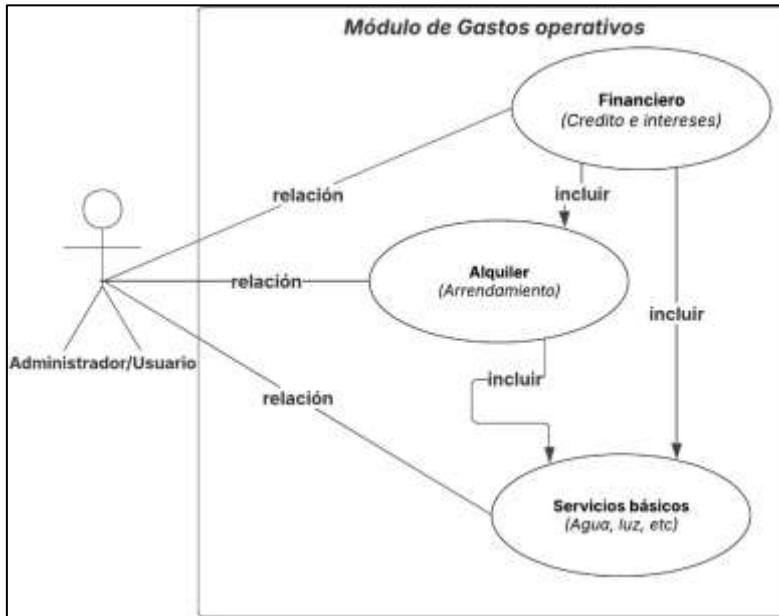 Módulo de Gastos operativos
Financiero
(Credito e intereses)
relación
incluir
relación
Alquiler
(Arrendamiento)
incluir
Administrador/Usuario
incluir
relación
Servicios básicos
(Agua, luz, etc)